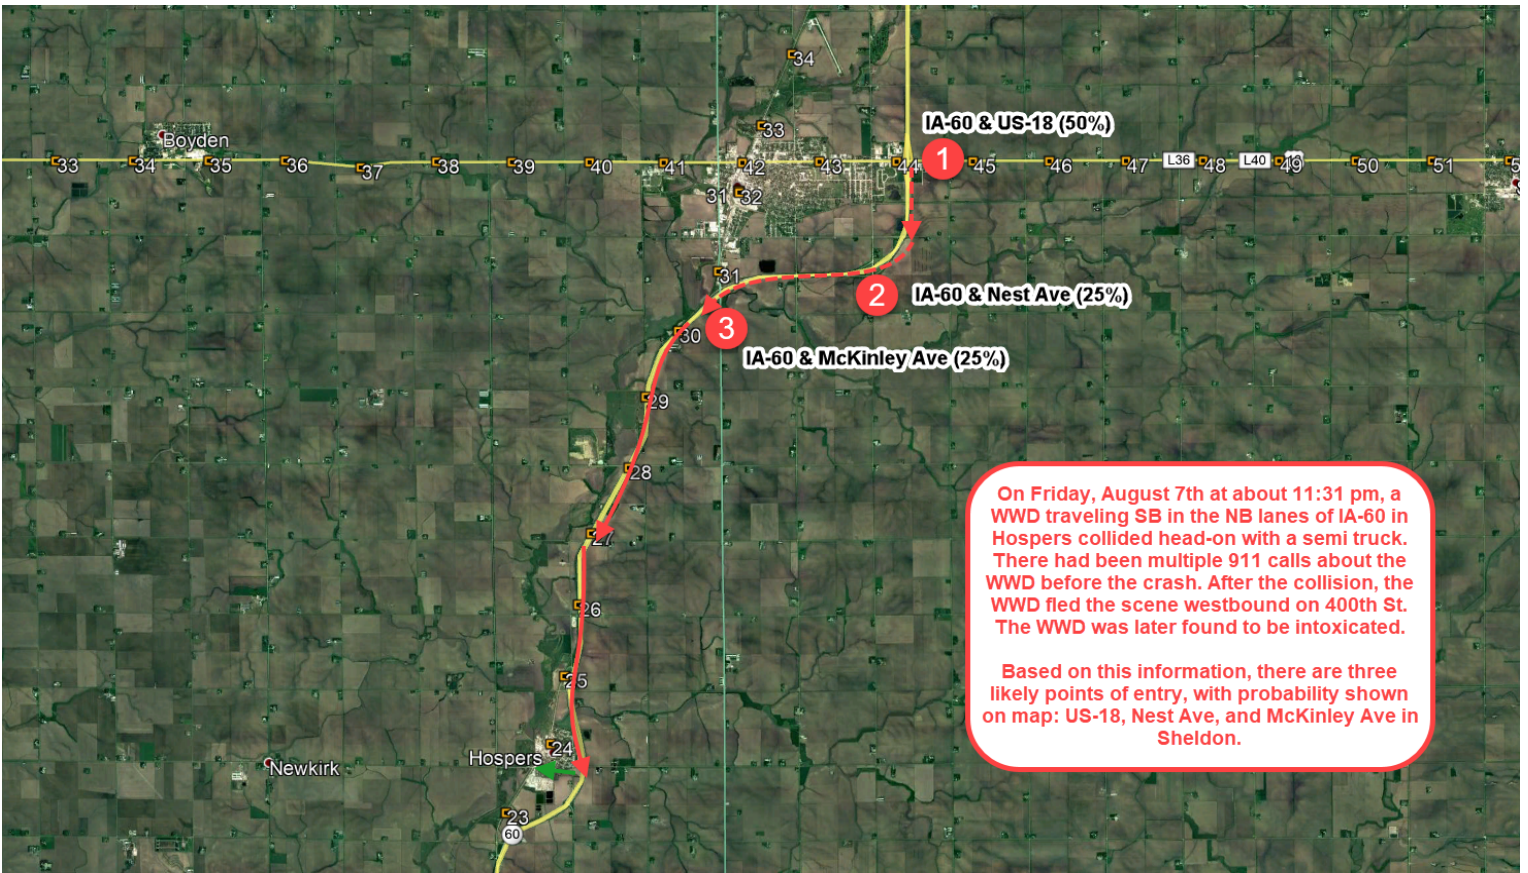 34
33
IA-60 & US-18 (50%)
Boyden
1
33 34 35 36 37 38 39 40 41 42 43 44 45 46 47 L36 48 L40 49 50 51
31 32
31
2
IA-60 & Nest Ave (25%)
3
30
IA-60 & McKinley Ave (25%)
29
28
27
26
25
24
Hospers
Newkirk
23
60
On Friday, August 7th at about 11:31 pm, a
WWD traveling SB in the NB lanes of IA-60 in
Hospers collided head-on with a semi truck.
There had been multiple 911 calls about the
WWD before the crash. After the collision, the
WWD fled the scene westbound on 400th St.
The WWD was later found to be intoxicated.
Based on this information, there are three
likely points of entry, with probability shown
on map: US-18, Nest Ave, and McKinley Ave in
Sheldon.